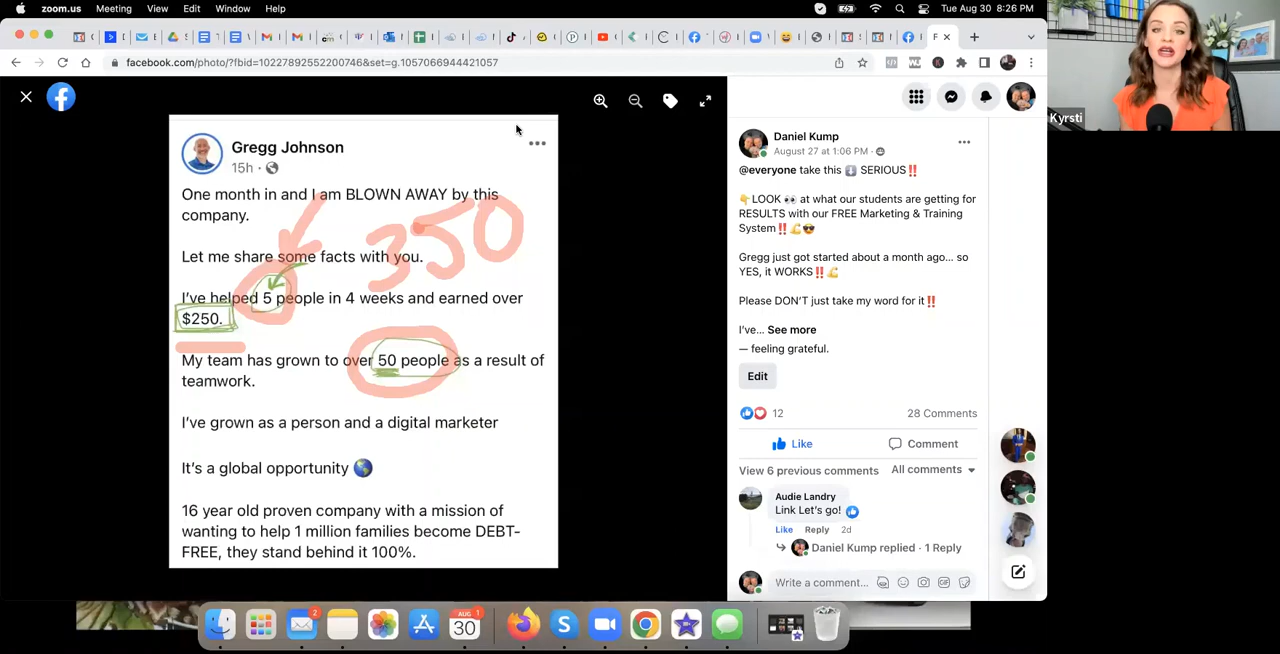 zoom.us Meeting View Edit Window Help
Tue Aug 30 8:26 PM
facebook.com/photo/?fbid=10227892552200746&set=g.1057066944421057
Kyrsti
Gregg Johnson
15h ·
One month in and I am BLOWN AWAY by this
company.
Let me share some facts with you.
350
I've helped 5 people in 4 weeks and earned over
$250.
My team has grown to over 50 people as a result of
teamwork.
I've grown as a person and a digital marketer
It's a global opportunity 🌎
16 year old proven company with a mission of
wanting to help 1 million families become DEBT-
FREE, they stand behind it 100%.
Daniel Kump
August 27 at 1:06 PM ·
@everyone take this ⬇️ SERIOUS‼️
👇LOOK 👀 at what our students are getting for
RESULTS with our FREE Marketing & Training
System‼️💪😎
Gregg just got started about a month ago... so
YES, it WORKS‼️💪
Please DON'T just take my word for it‼️
I've... See more
— feeling grateful.
Edit
12
28 Comments
Like
Comment
View 6 previous comments
All comments
Audie Landry
Link Let's go!
Like Reply 2d
Daniel Kump replied · 1 Reply
Write a comment...
GIF
2
AUG 1
30